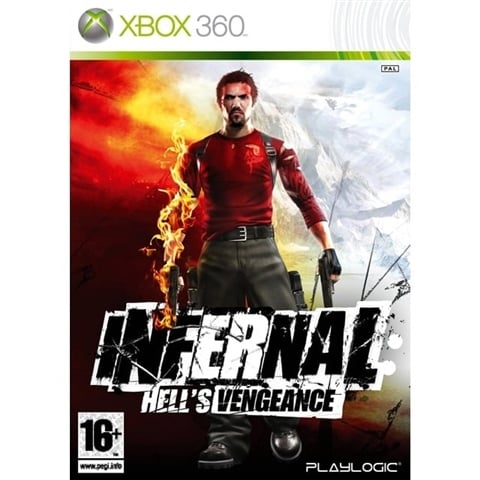 XBOX 360
PAL
INFERNAL
HELL'S VENGEANCE
16+
www.pegi.info
PLAYLOGIC